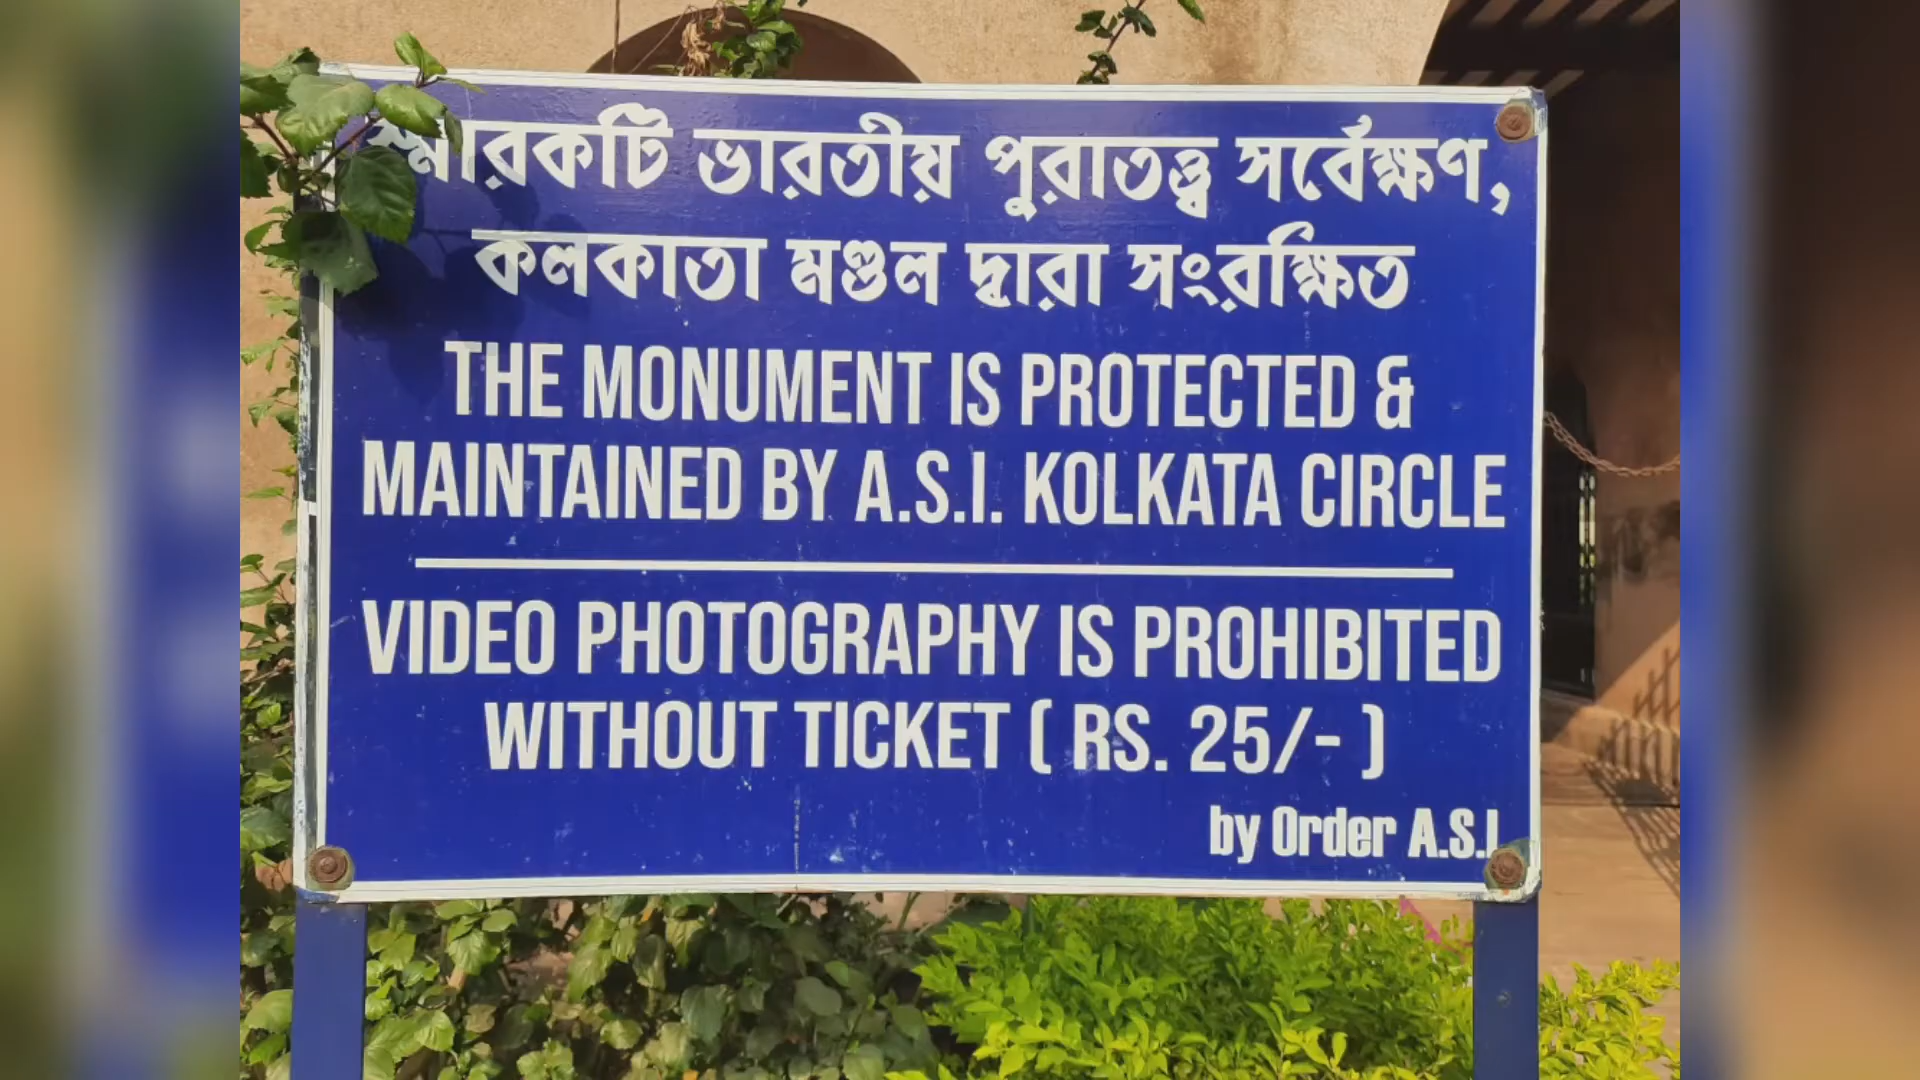 স্মারকটি ভারতীয় পুরাতত্ত্ব সর্বেক্ষণ,
কলকাতা মণ্ডল দ্বারা সংরক্ষিত
THE MONUMENT IS PROTECTED &
MAINTAINED BY A.S.I. KOLKATA CIRCLE
VIDEO PHOTOGRAPHY IS PROHIBITED
WITHOUT TICKET ( RS. 25/- )
by Order A.S.I.